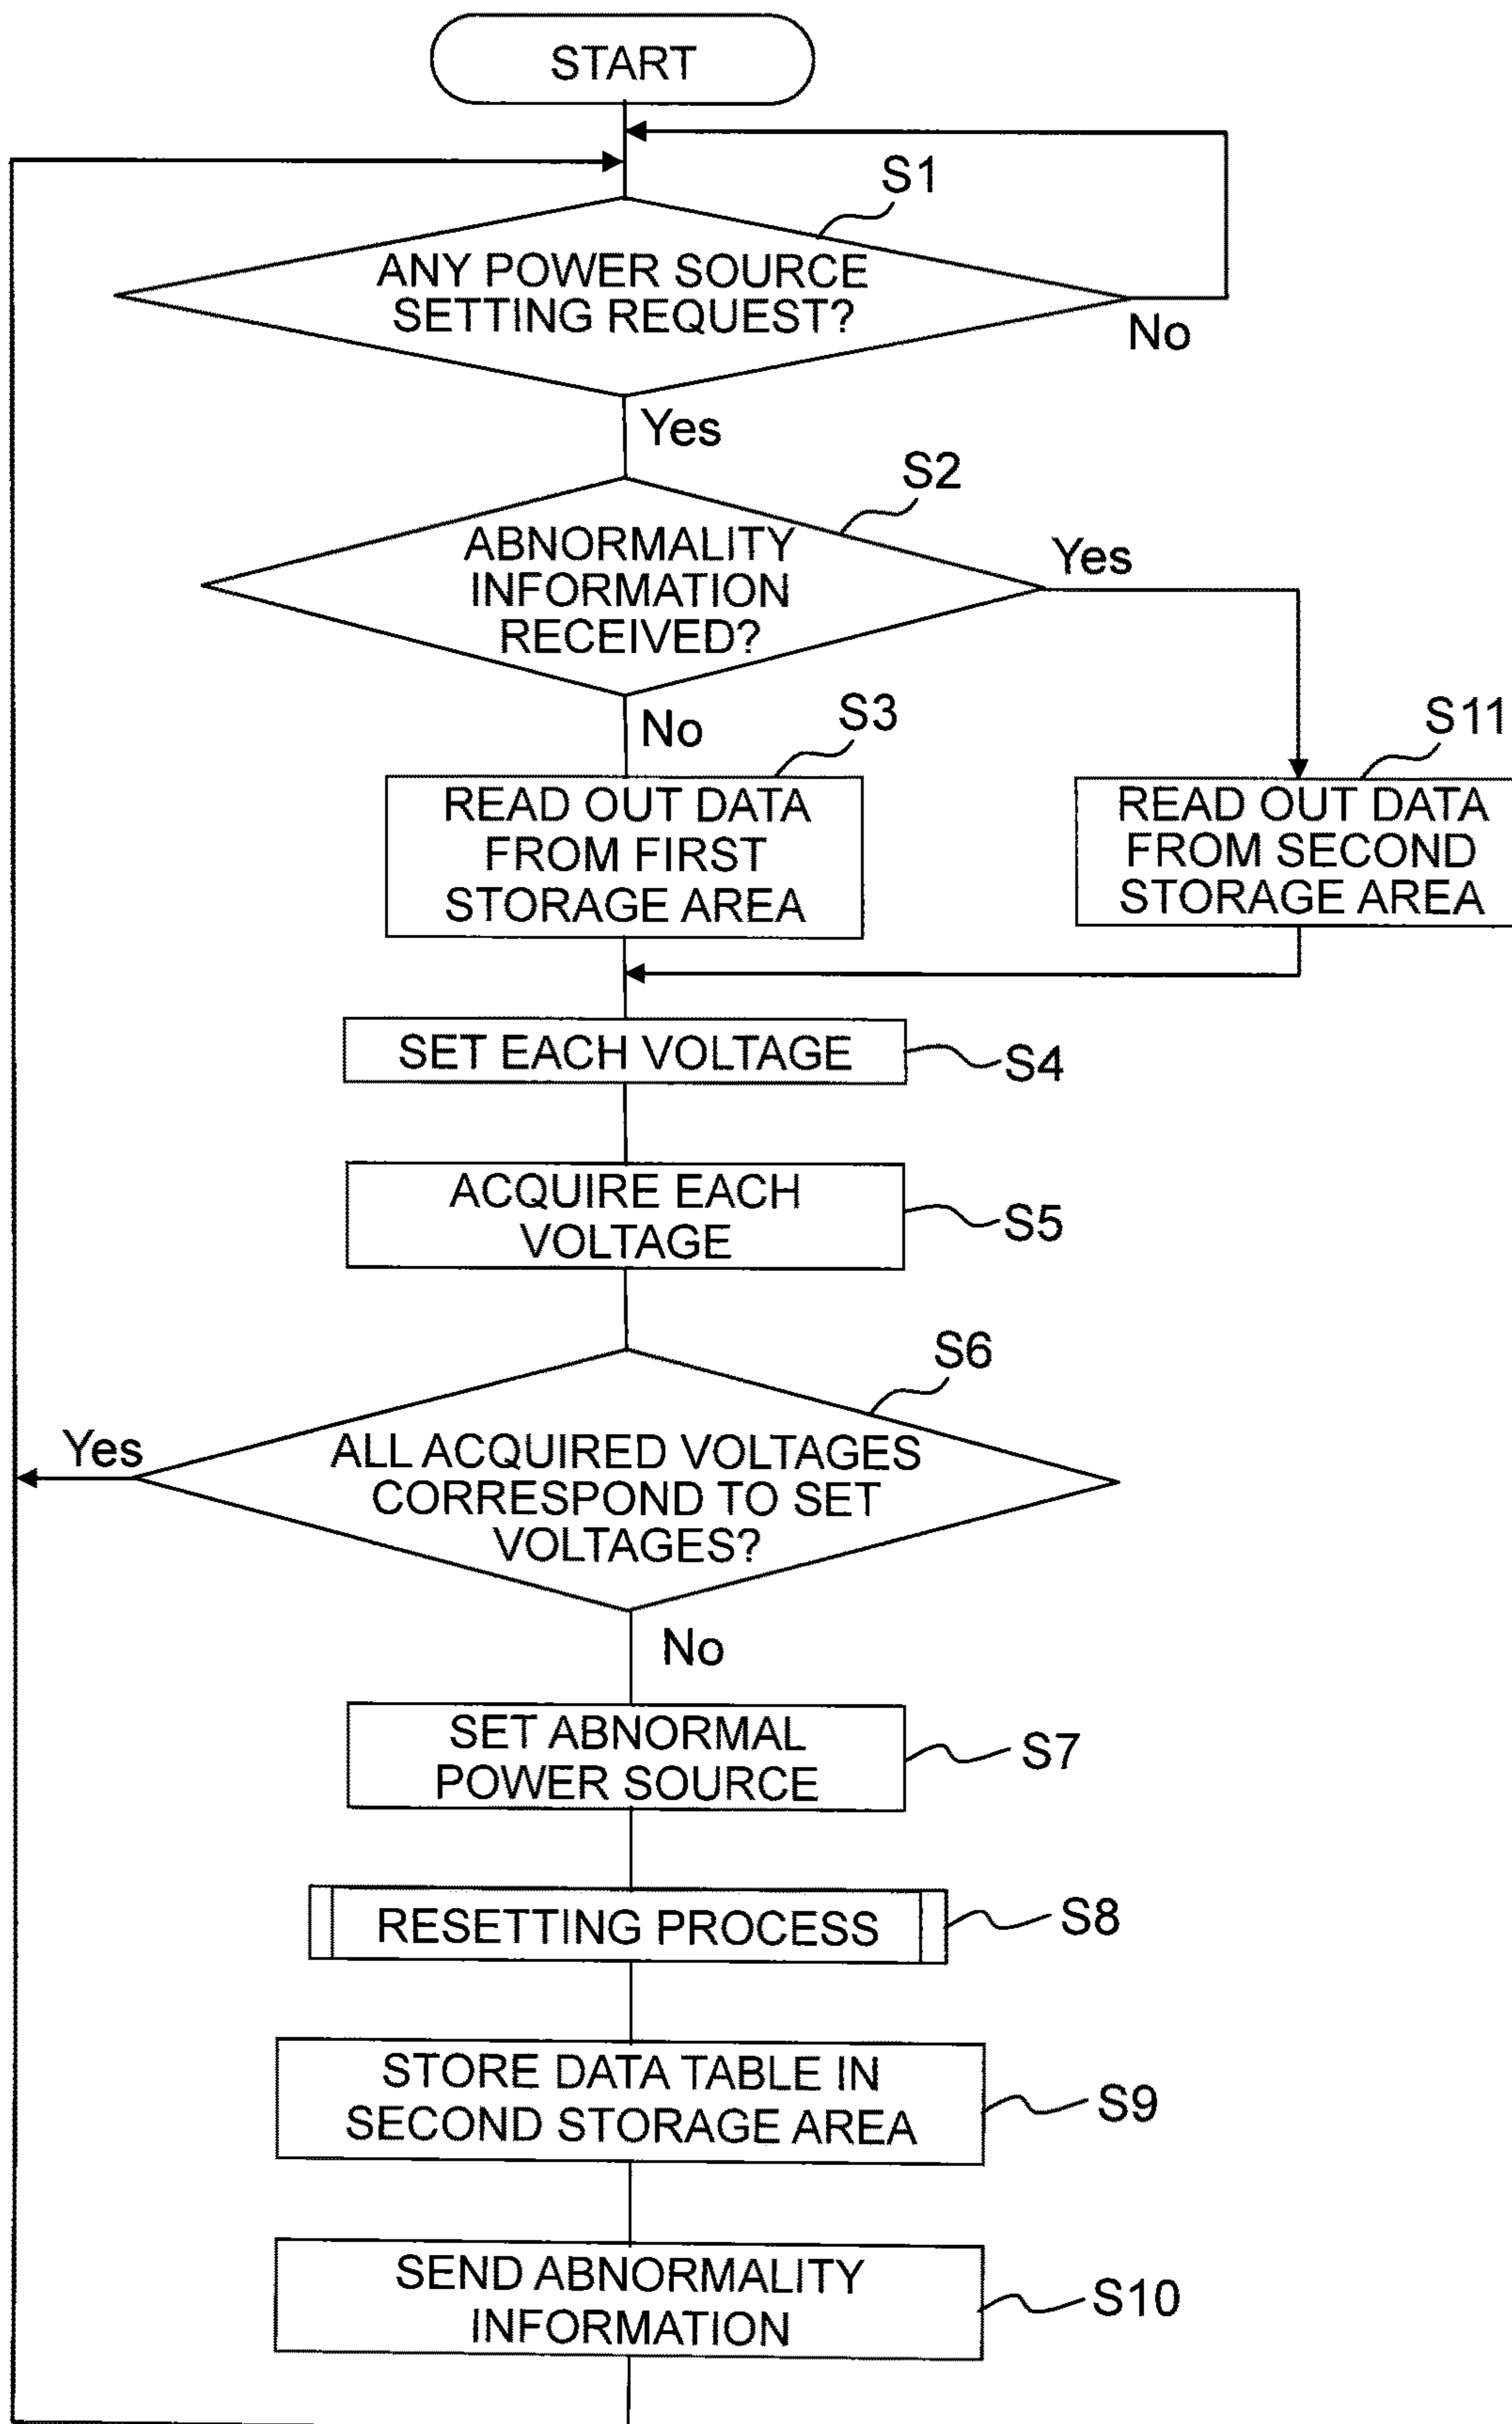 START
S1
ANY POWER SOURCE
SETTING REQUEST?
No
Yes
S2
ABNORMALITY
INFORMATION
RECEIVED?
Yes
No
S3
READ OUT DATA
FROM FIRST
STORAGE AREA
S11
READ OUT DATA
FROM SECOND
STORAGE AREA
SET EACH VOLTAGE
S4
ACQUIRE EACH
VOLTAGE
S5
S6
Yes
ALL ACQUIRED VOLTAGES
CORRESPOND TO SET
VOLTAGES?
No
SET ABNORMAL
POWER SOURCE
S7
RESETTING PROCESS
S8
STORE DATA TABLE IN
SECOND STORAGE AREA
S9
SEND ABNORMALITY
INFORMATION
S10